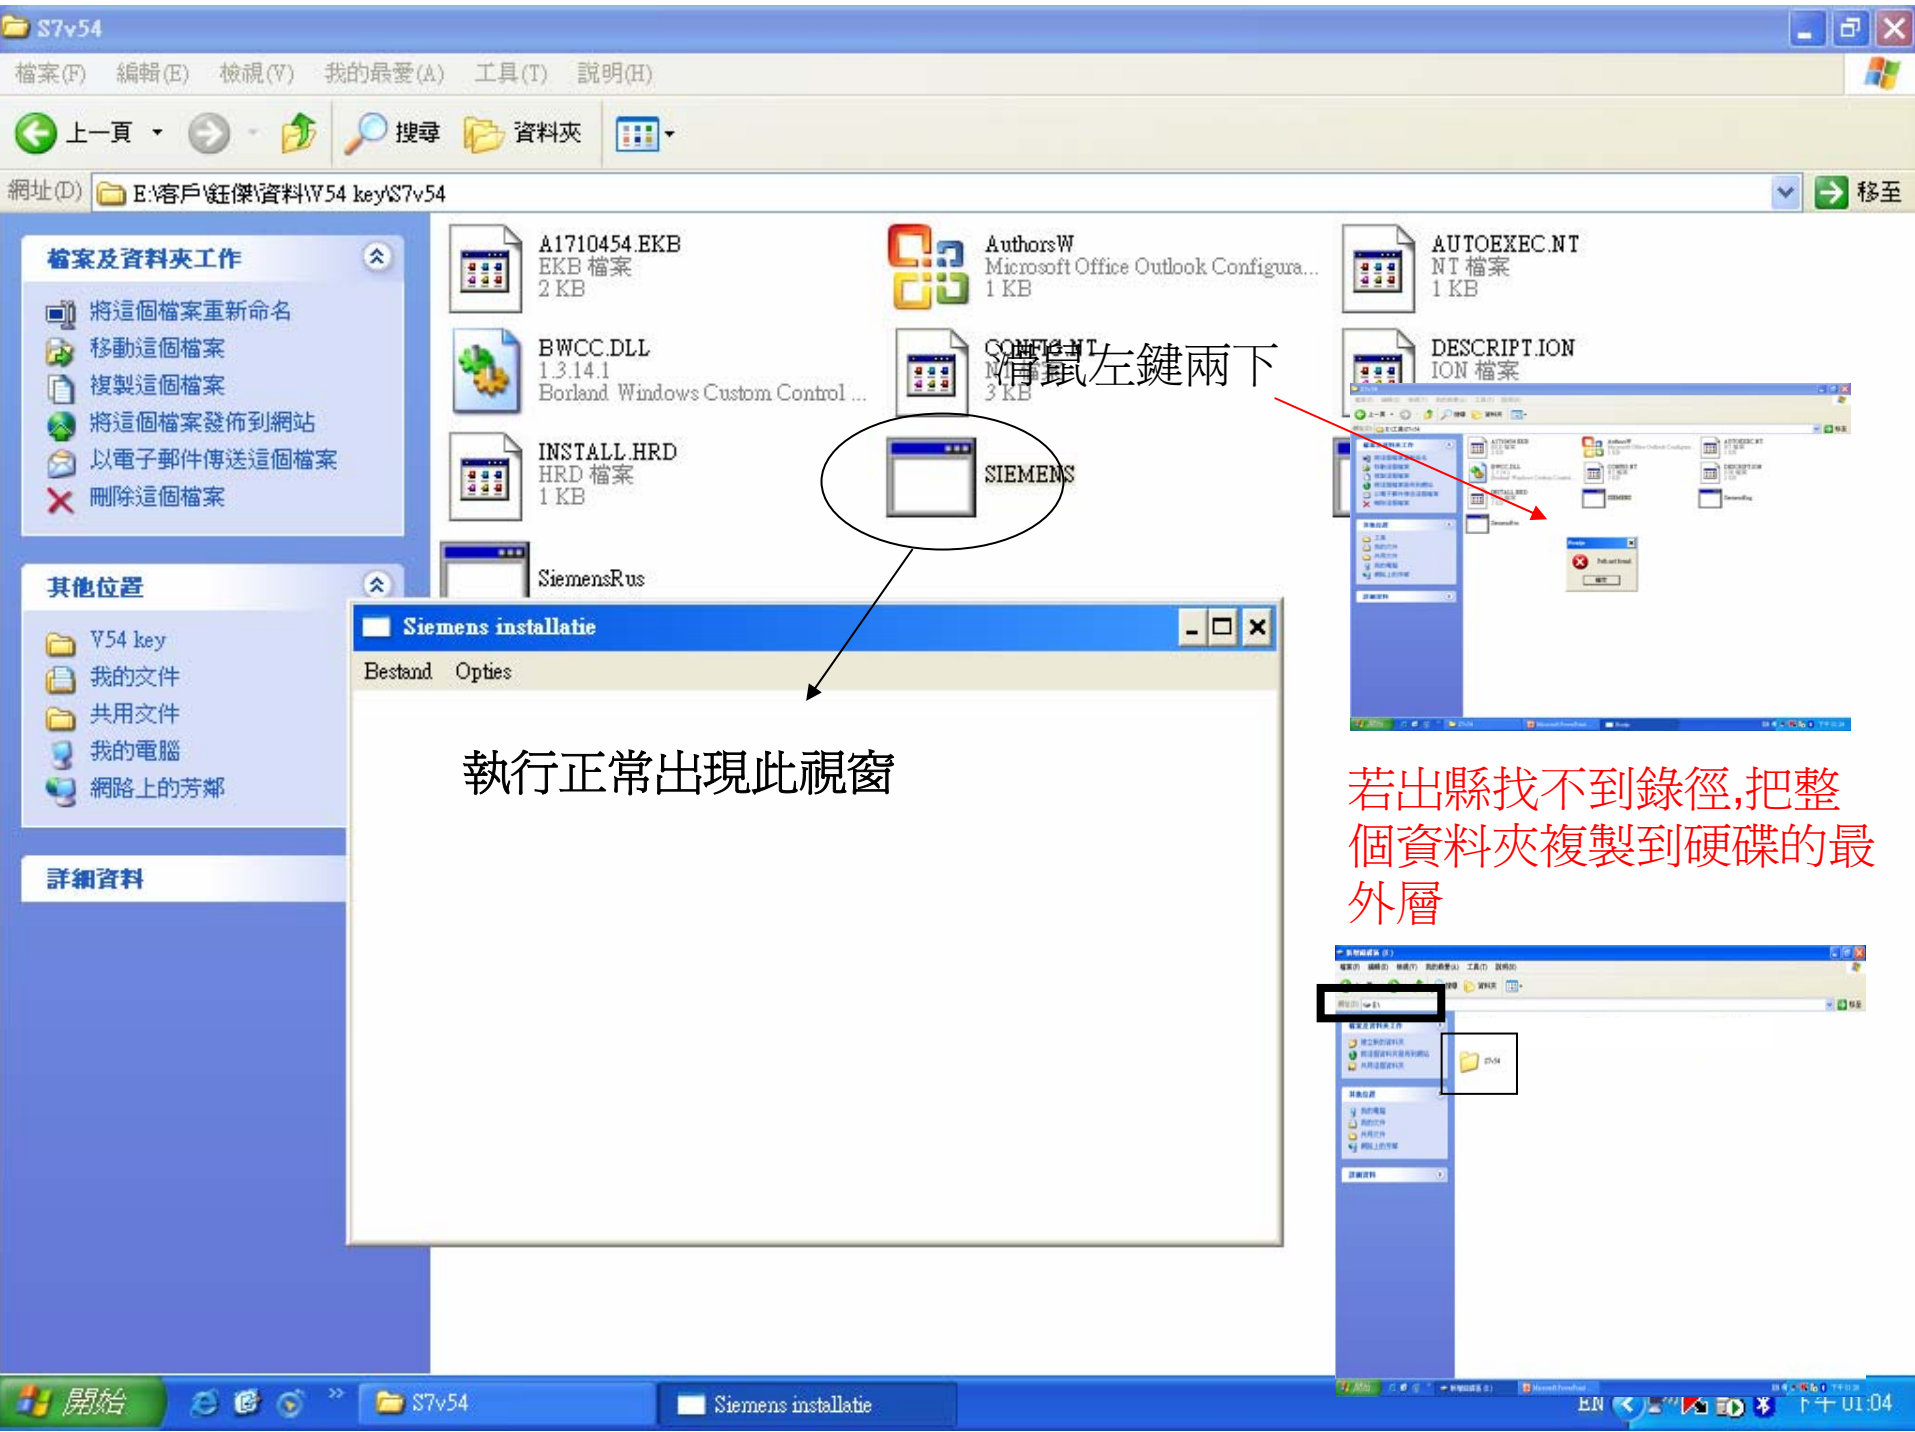 S7v54
檔案(F) 編輯(E) 檢視(V) 我的最愛(A) 工具(T) 說明(H)
上一頁 搜尋 資料夾
網址(D) E:\客戶\鈺傑\資料\V54 key\S7v54 移至
檔案及資料夾工作
將這個檔案重新命名
移動這個檔案
複製這個檔案
將這個檔案發佈到網站
以電子郵件傳送這個檔案
刪除這個檔案
其他位置
V54 key
我的文件
共用文件
我的電腦
網路上的芳鄰
詳細資料
A1710454.EKB
EKB 檔案
2 KB
AuthorsW
Microsoft Office Outlook Configura...
1 KB
AUTOEXEC.NT
NT 檔案
1 KB
BWCC.DLL
1.3.14.1
Borland Windows Custom Control ...
CONFIG.NT
NT 檔案
3 KB
滑鼠左鍵兩下
DESCRIPT.ION
ION 檔案
INSTALL.HRD
HRD 檔案
1 KB
SIEMENS
SiemensRus
Siemens installatie
Bestand Opties
執行正常出現此視窗
若出縣找不到錄徑,把整
個資料夾複製到硬碟的最
外層
S7v54
開始 S7v54 Siemens installatie EN 下午 01:04